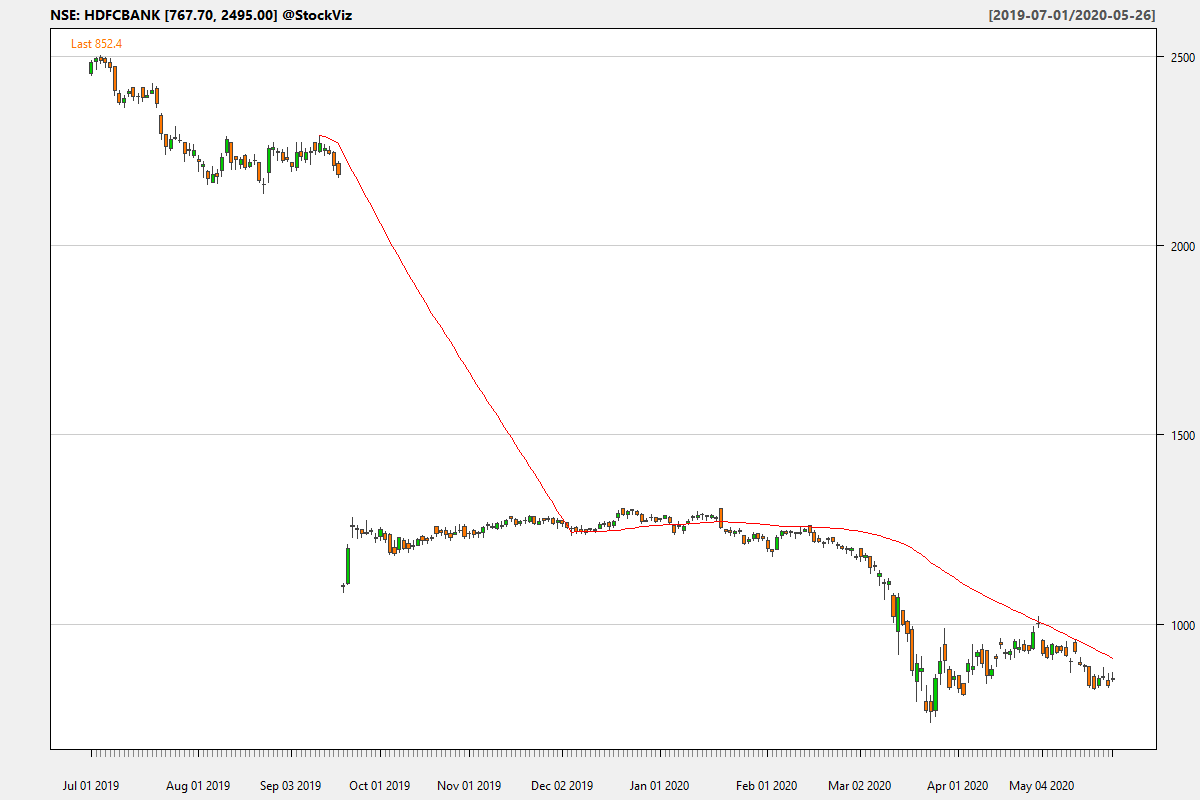 NSE: HDFCBANK [767.70, 2495.00] @StockViz [2019-07-01/2020-05-26]
Last 852.4
2500
2000
1500
1000
Jul 01 2019 Aug 01 2019 Sep 03 2019 Oct 01 2019 Nov 01 2019 Dec 02 2019 Jan 01 2020 Feb 01 2020 Mar 02 2020 Apr 01 2020 May 04 2020